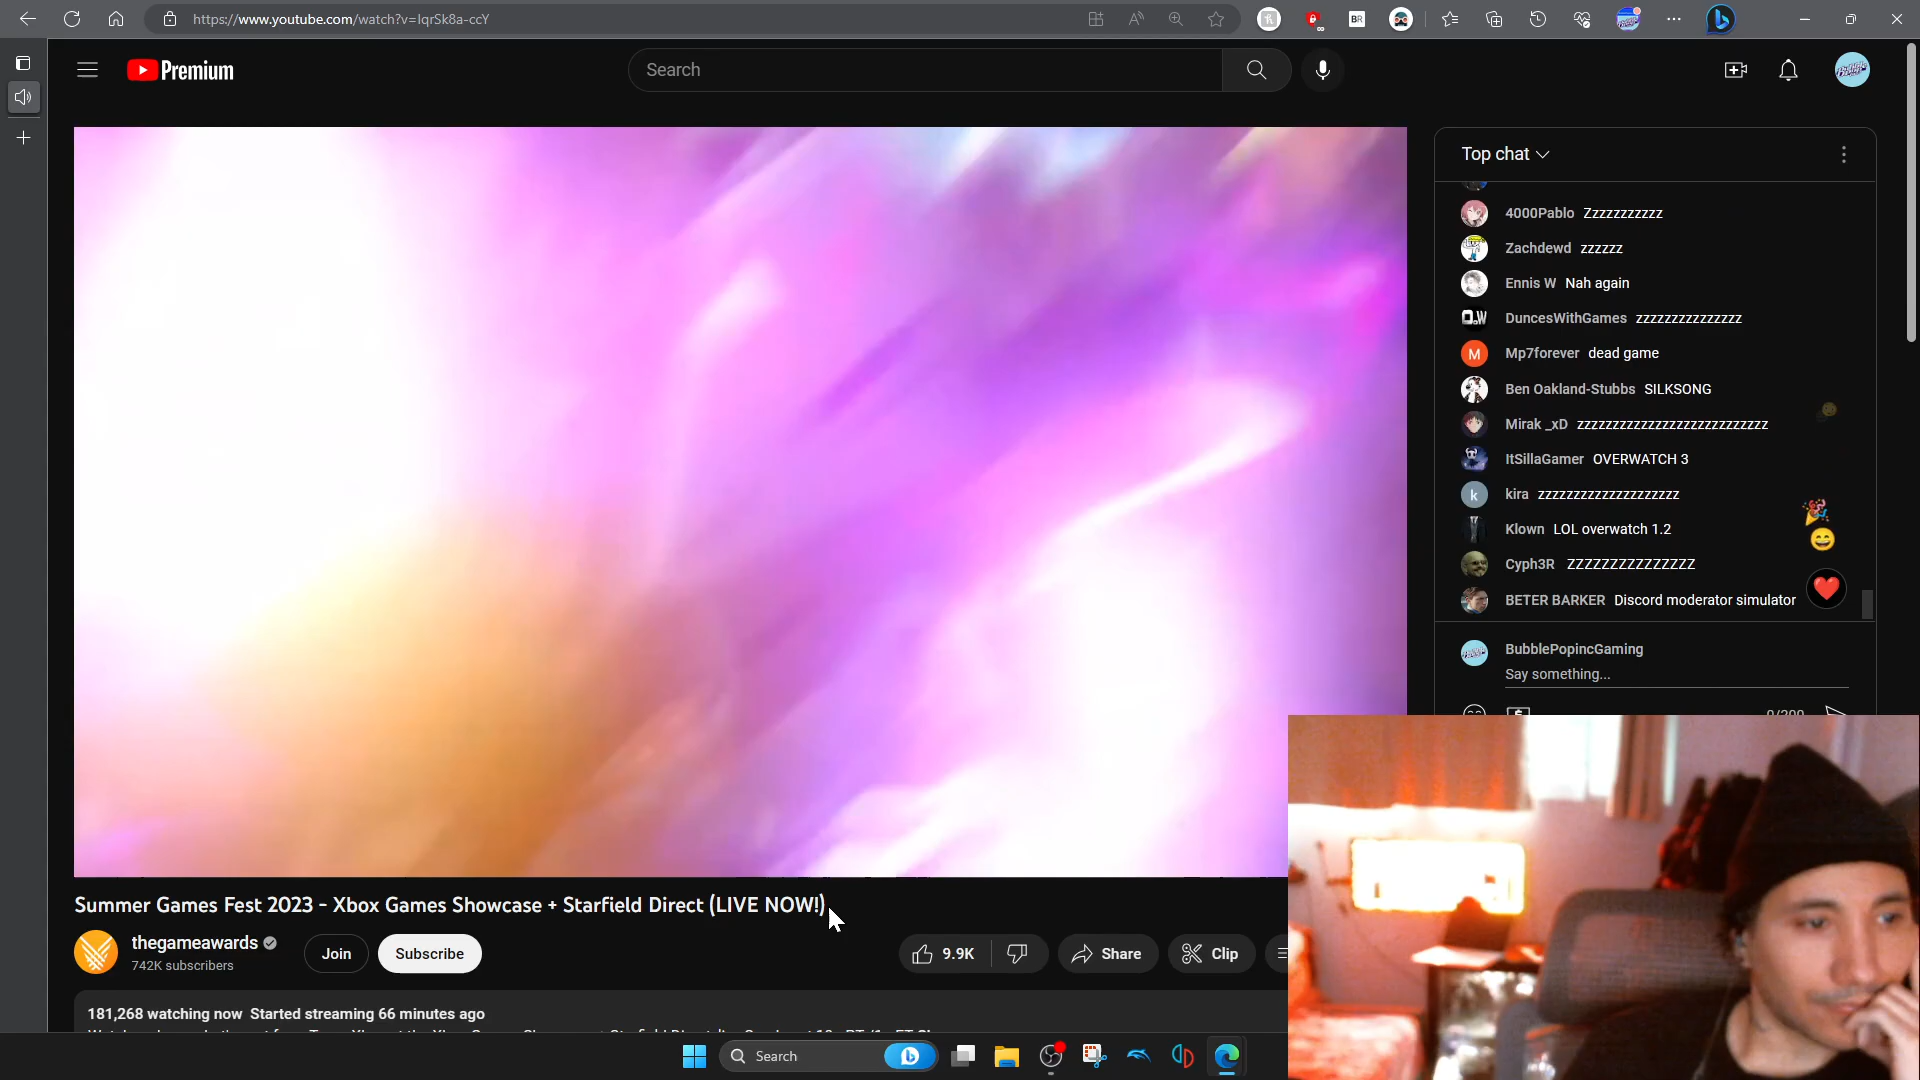 https://www.youtube.com/watch?v=IqrSk8a-ccY
Premium
Search
Top chat
4000Pablo Zzzzzzzzzzz
Zachdewd zzzzzz
Ennis W Nah again
DuncesWithGames zzzzzzzzzzzzzzz
Mp7forever dead game
Ben Oakland-Stubbs SILKSONG
Mirak _xD zzzzzzzzzzzzzzzzzzzzzzzzzzz
ItSillaGamer OVERWATCH 3
kira zzzzzzzzzzzzzzzzzzzz
Klown LOL overwatch 1.2
Cyph3R ZZZZZZZZZZZZZZZ
BETER BARKER Discord moderator simulator
BubblePopincGaming
Say something...
Summer Games Fest 2023 - Xbox Games Showcase + Starfield Direct (LIVE NOW!)
thegameawards
742K subscribers
Join
Subscribe
9.9K
Share
Clip
181,268 watching now Started streaming 66 minutes ago
Search